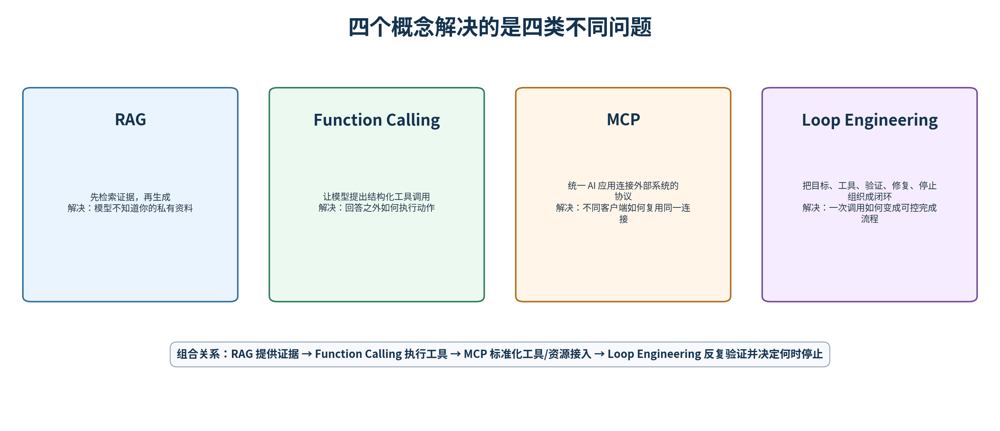 四个概念解决的是四类不同问题
RAG
先检索证据，再生成
解决：模型不知道你的私有资料
Function Calling
让模型提出结构化工具调用
解决：回答之外如何执行动作
MCP
统一 AI 应用连接外部系统的
协议
解决：不同客户端如何复用同一连
接
Loop Engineering
把目标、工具、验证、修复、停止
组织成闭环
解决：一次调用如何变成可控完成
流程
组合关系：RAG 提供证据 → Function Calling 执行工具 → MCP 标准化工具/资源接入 → Loop Engineering 反复验证并决定何时停止